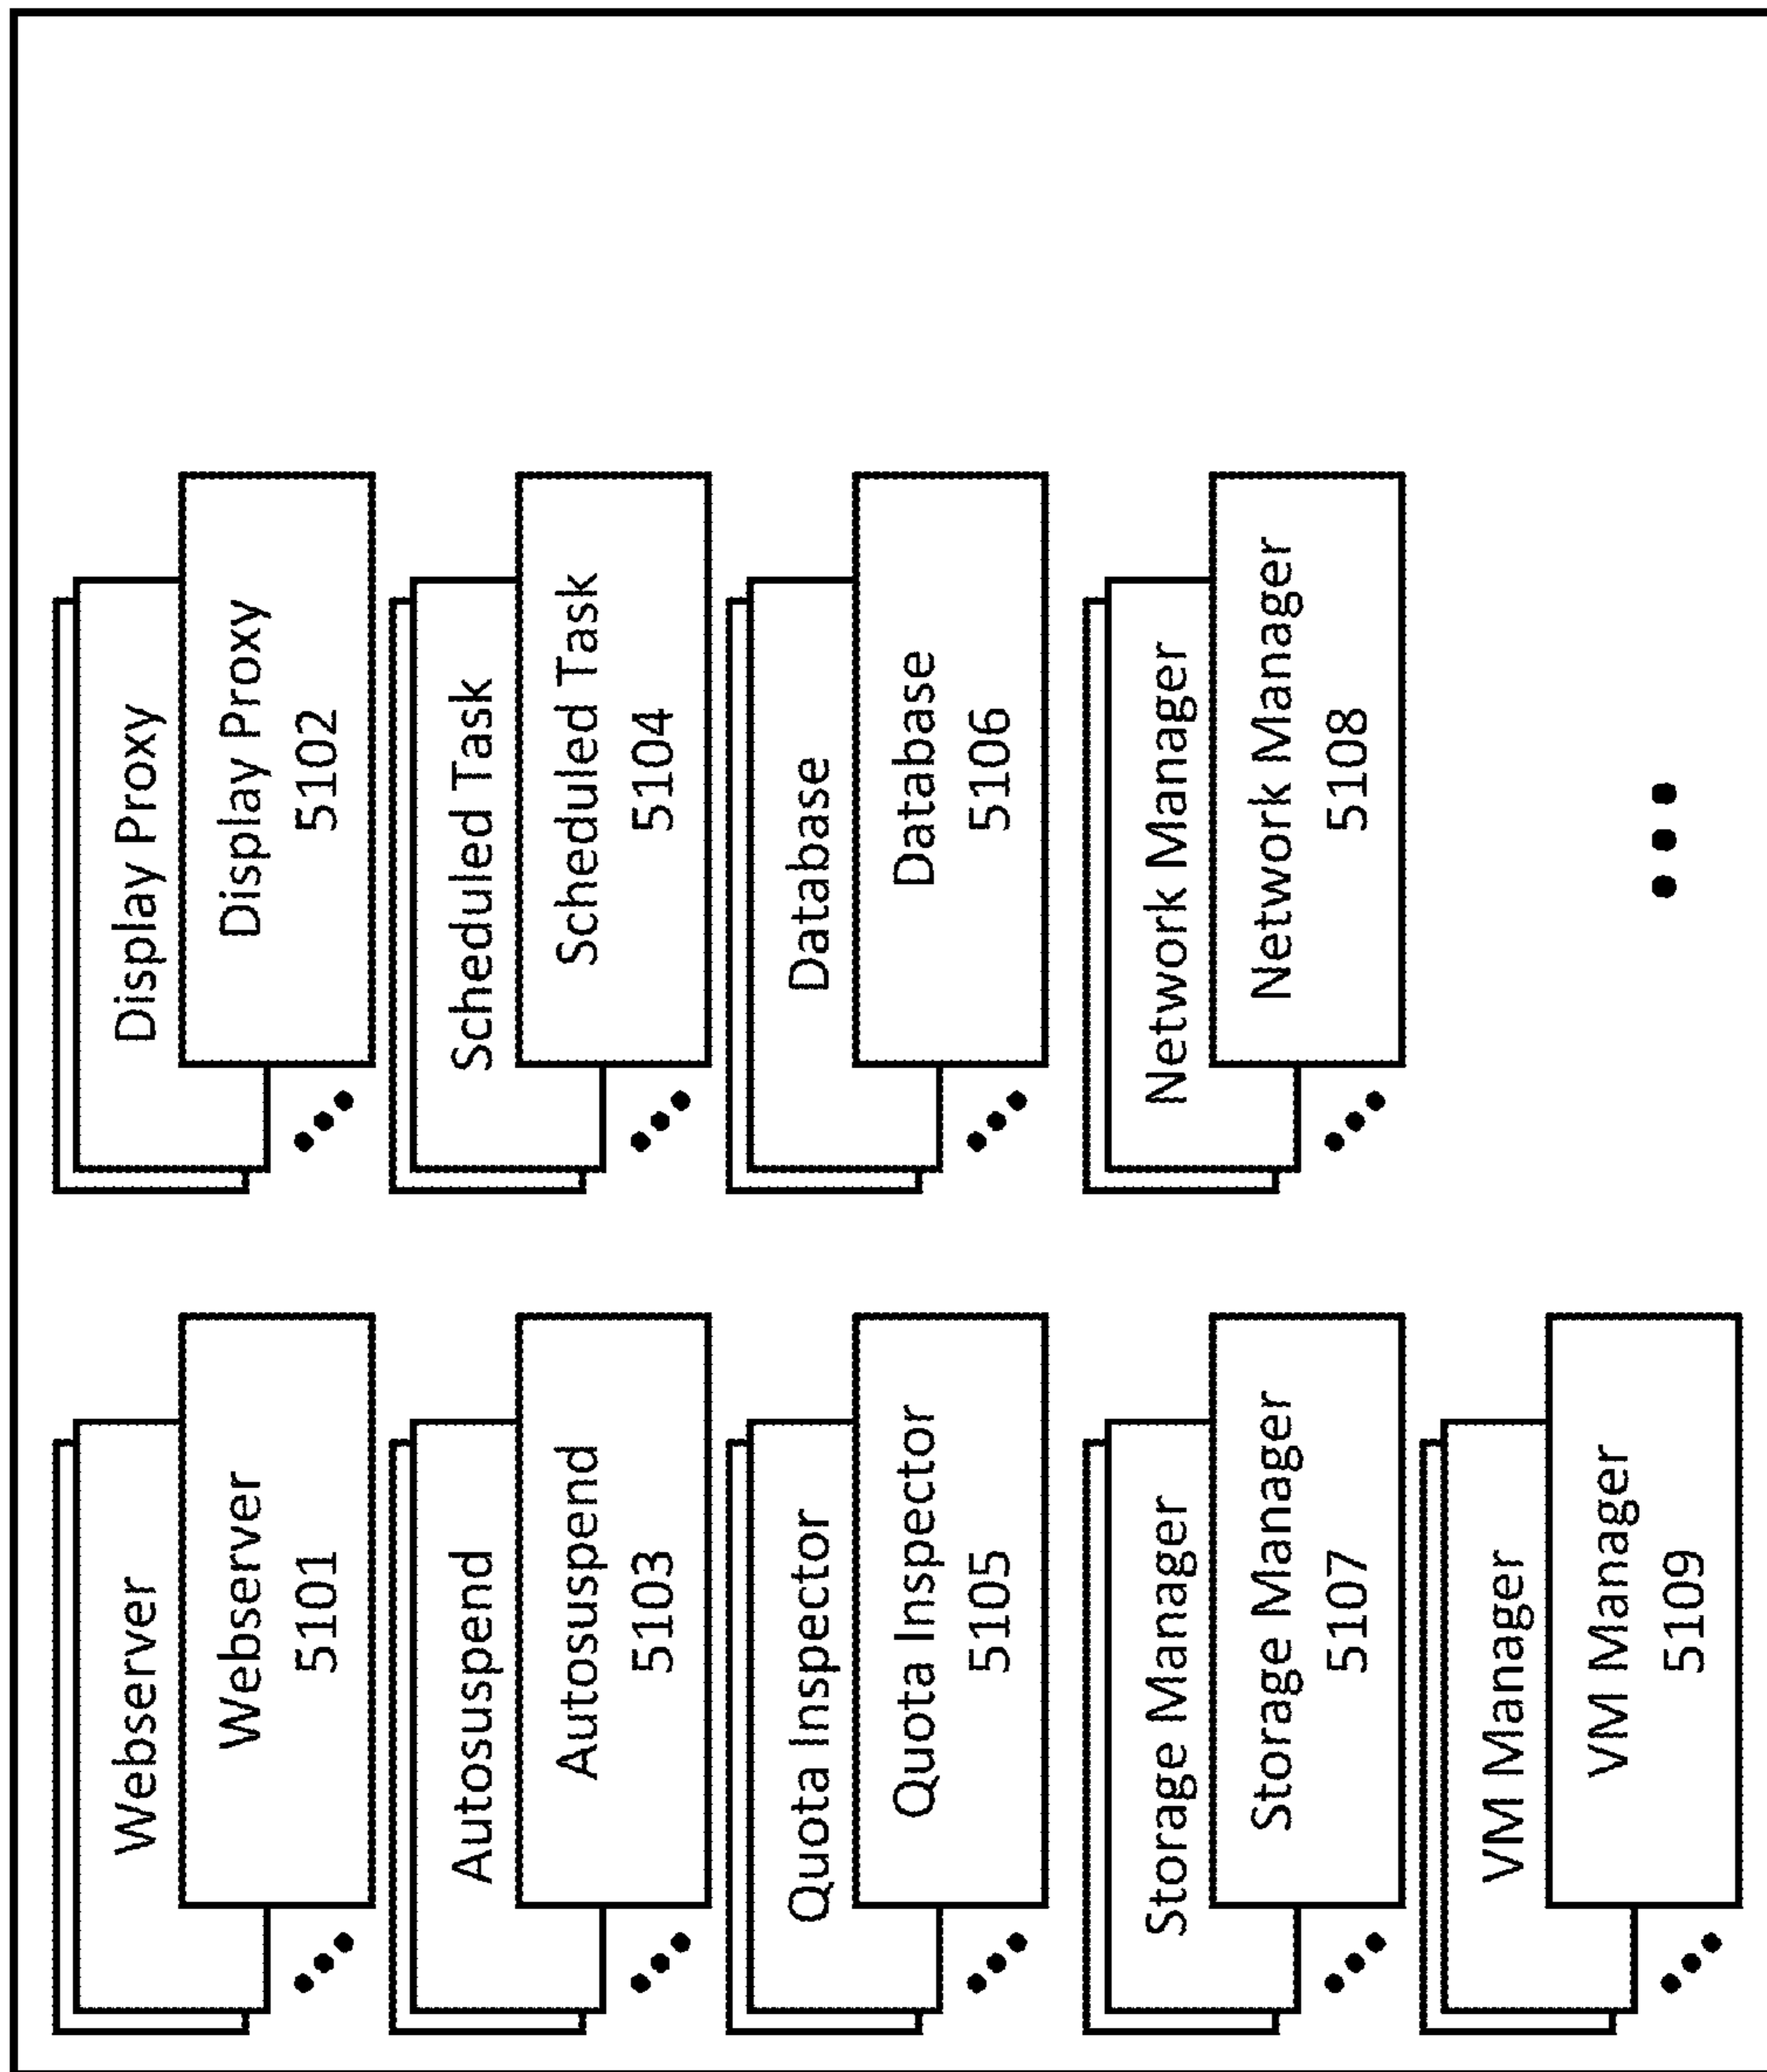 Webserver
Webserver
5101
Display Proxy
Display Proxy
5102
Autosuspend
Autosuspend
5103
Scheduled Task
Scheduled Task
5104
Quota Inspector
Quota Inspector
5105
Database
Database
5106
Storage Manager
Storage Manager
5107
Network Manager
Network Manager
5108
VM Manager
VM Manager
5109